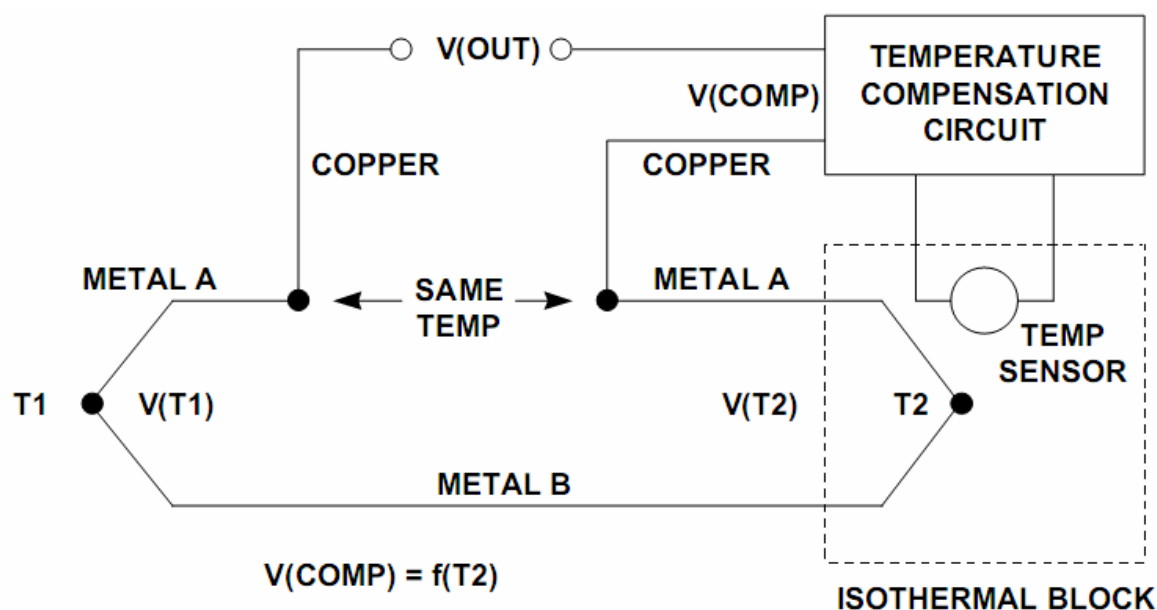 V(OUT)
TEMPERATURE
COMPENSATION
CIRCUIT
V(COMP)
COPPER
COPPER
METAL A
SAME
TEMP
METAL A
TEMP
SENSOR
T1
V(T1)
V(T2)
T2
METAL B
V(COMP) = f(T2)
ISOTHERMAL BLOCK